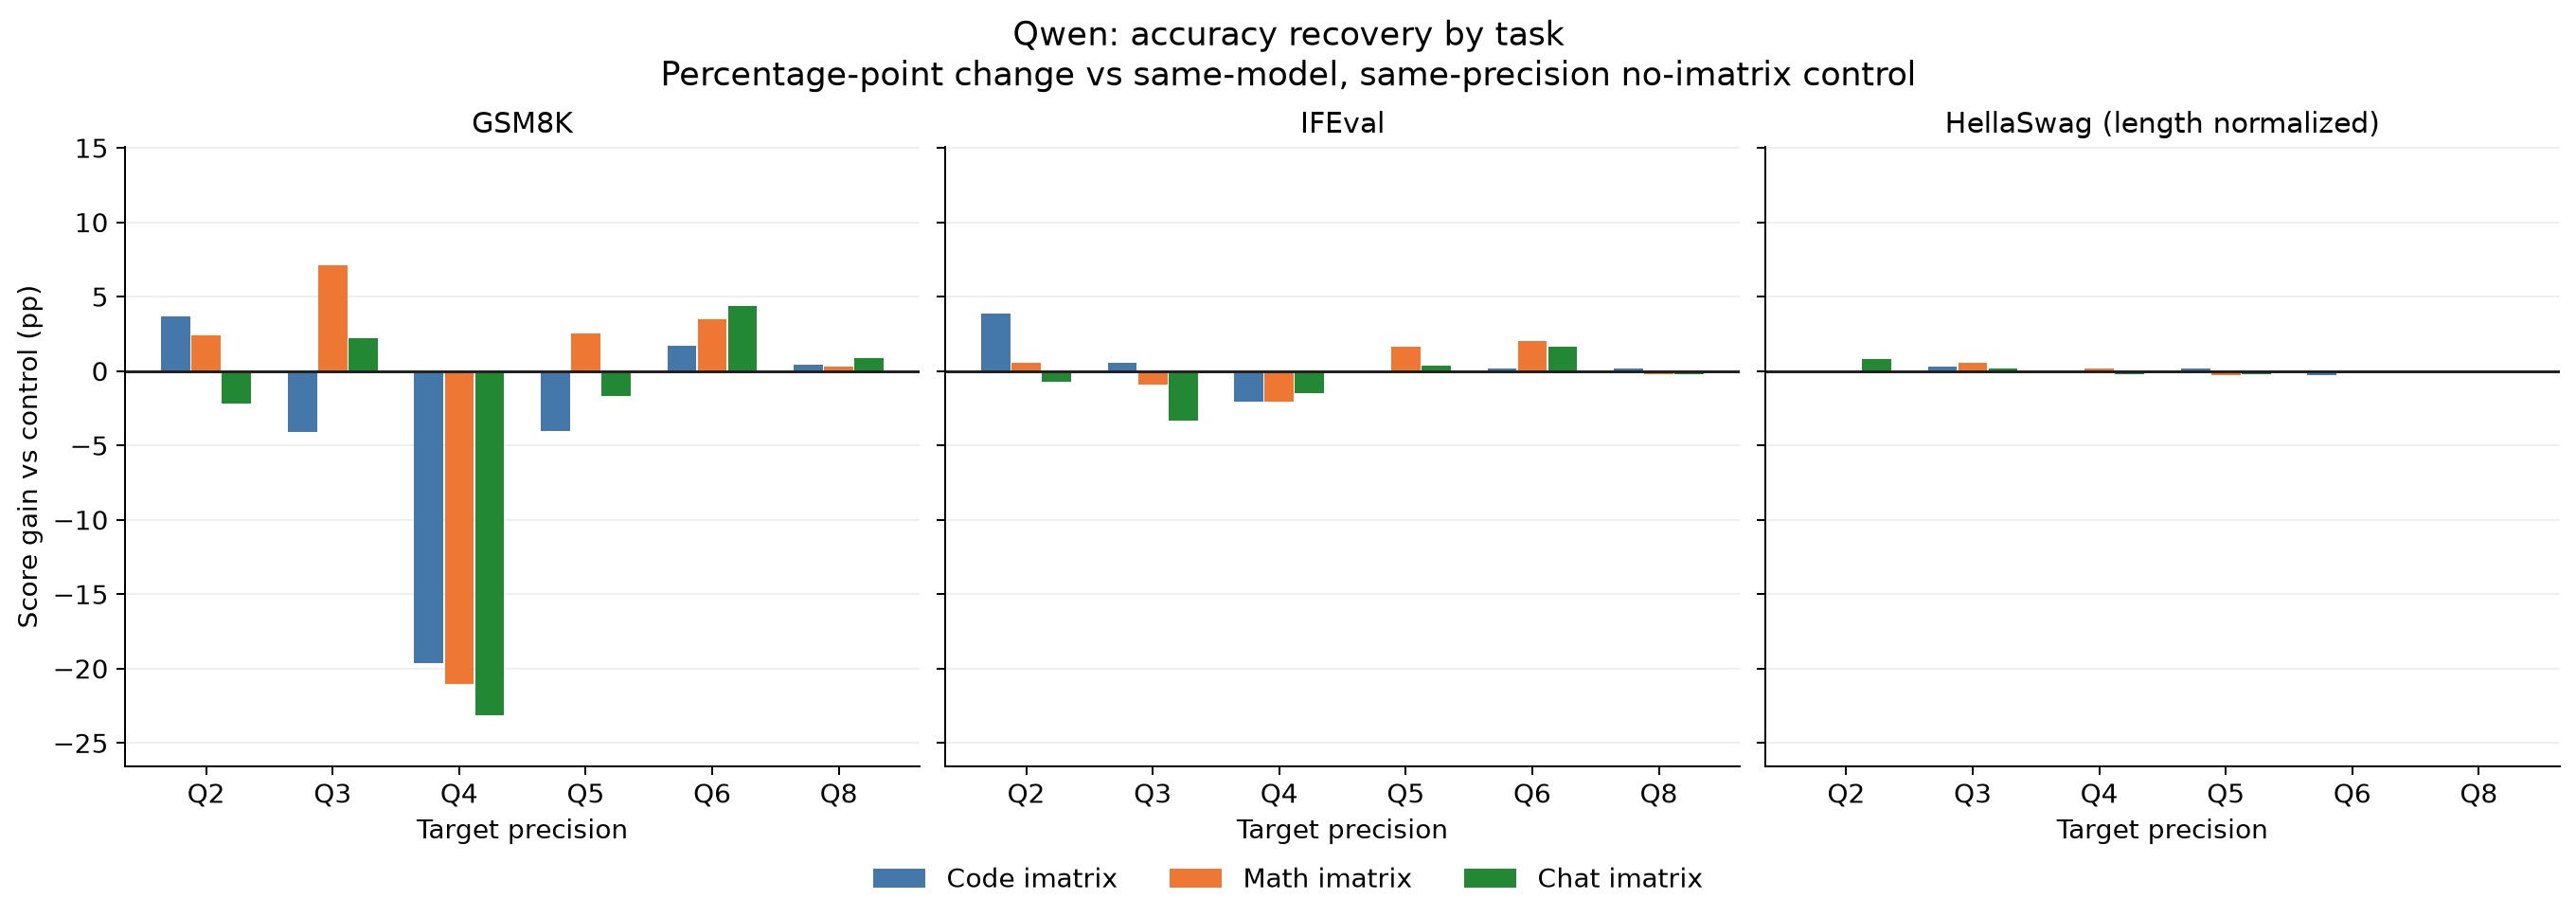 Qwen: accuracy recovery by task
Percentage-point change vs same-model, same-precision no-imatrix control
GSM8K
IFEval
HellaSwag (length normalized)
Score gain vs control (pp)
15
10
5
0
−5
−10
−15
−20
−25
Q2 Q3 Q4 Q5 Q6 Q8
Q2 Q3 Q4 Q5 Q6 Q8
Q2 Q3 Q4 Q5 Q6 Q8
Target precision
Target precision
Target precision
Code imatrix
Math imatrix
Chat imatrix